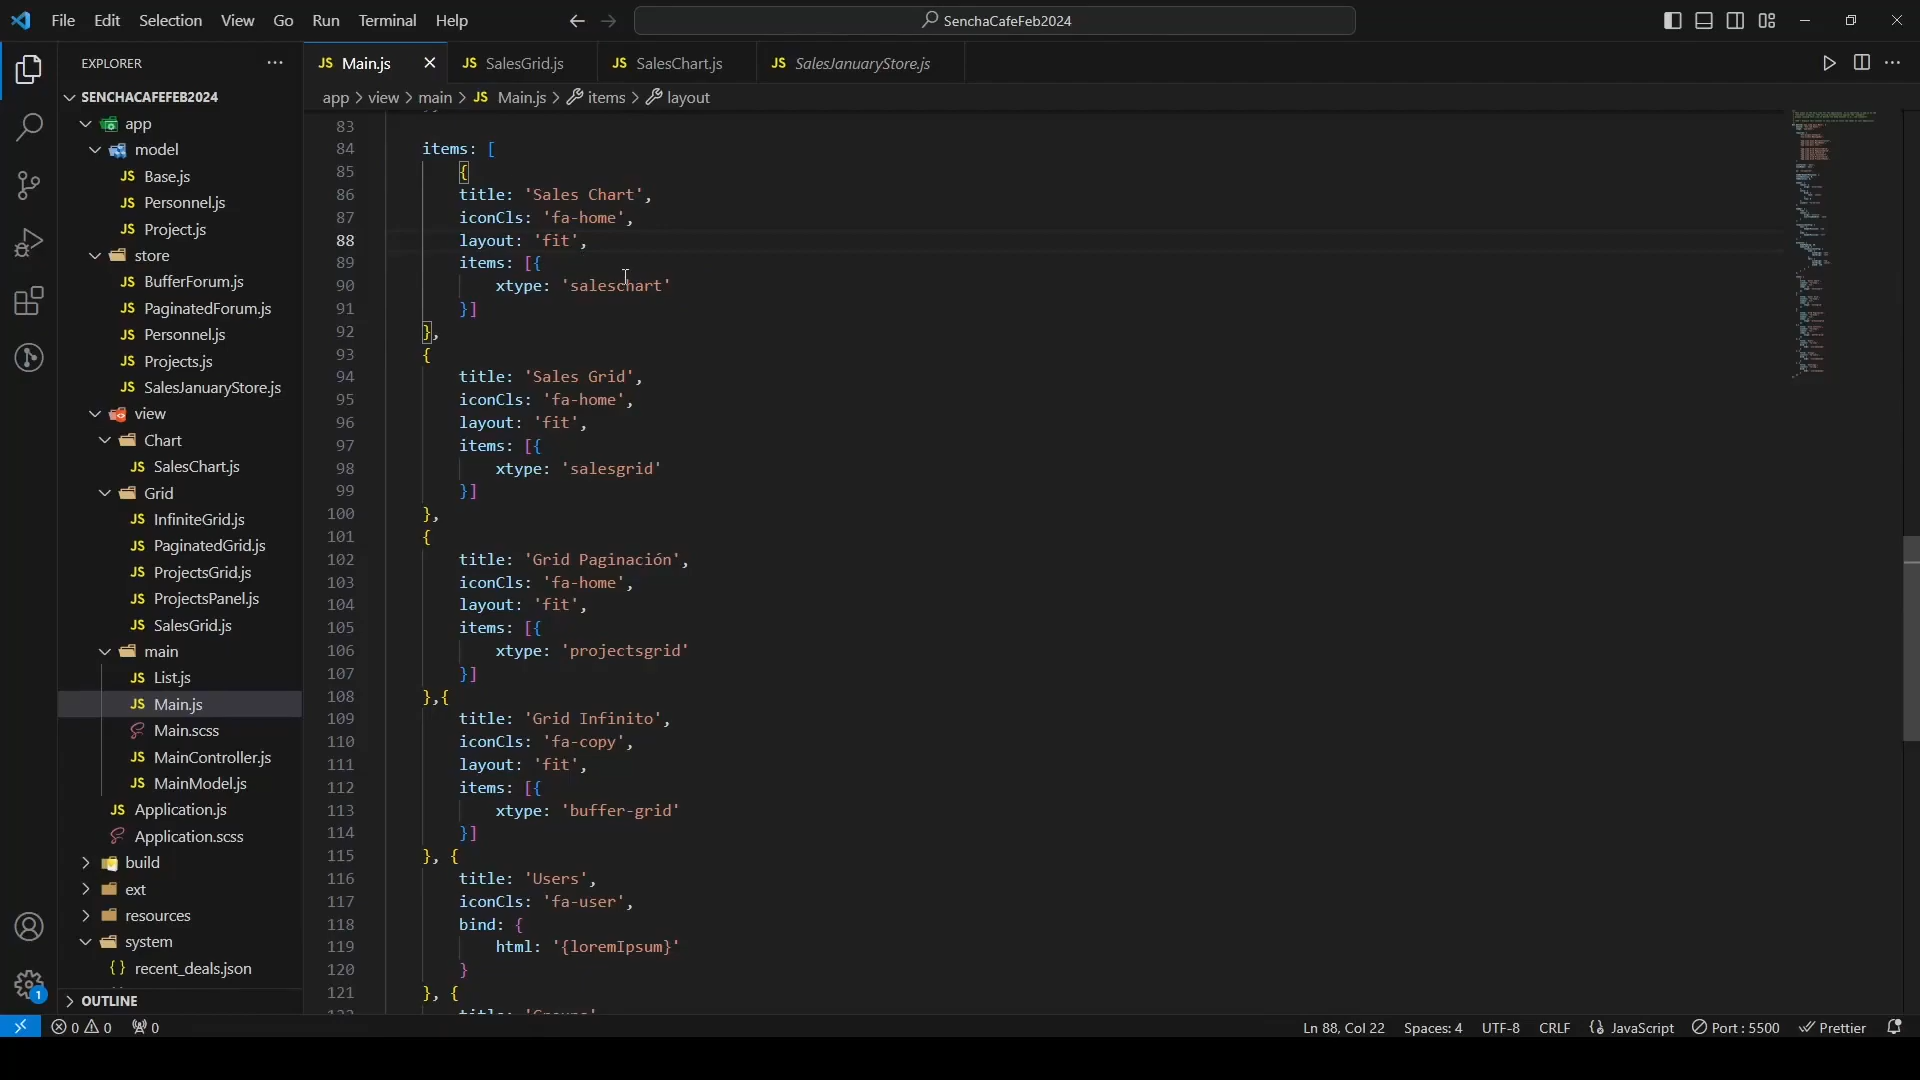 File Edit Selection View Go Run Terminal Help
SenchaCafeFeb2024
EXPLORER
SENCHACAFEFEB2024
app
model
JS Base.js
JS Personnel.js
JS Project.js
store
JS BufferForum.js
JS PaginatedForum.js
JS Personnel.js
JS Projects.js
JS SalesJanuaryStore.js
view
Chart
JS SalesChart.js
Grid
JS InfiniteGrid.js
JS PaginatedGrid.js
JS ProjectsGrid.js
JS ProjectsPanel.js
JS SalesGrid.js
main
JS List.js
JS Main.js
Main.scss
JS MainController.js
JS MainModel.js
JS Application.js
Application.scss
build
ext
resources
system
{} recent_deals.json
OUTLINE
JS Main.js
JS SalesGrid.js
JS SalesChart.js
JS SalesJanuaryStore.js
app > view > main > JS Main.js > items > layout
83
84 items: [
85 {
86 title: 'Sales Chart',
87 iconCls: 'fa-home',
88 layout: 'fit',
89 items: [{
90 xtype: 'saleschart'
91 }]
92 },
93 {
94 title: 'Sales Grid',
95 iconCls: 'fa-home',
96 layout: 'fit',
97 items: [{
98 xtype: 'salesgrid'
99 }]
100 },
101 {
102 title: 'Grid Paginación',
103 iconCls: 'fa-home',
104 layout: 'fit',
105 items: [{
106 xtype: 'projectsgrid'
107 }]
108 },{
109 title: 'Grid Infinito',
110 iconCls: 'fa-copy',
111 layout: 'fit',
112 items: [{
113 xtype: 'buffer-grid'
114 }]
115 }, {
116 title: 'Users',
117 iconCls: 'fa-user',
118 bind: {
119 html: '{loremIpsum}'
120 }
121 }, {
1
0 0 0
Ln 88, Col 22 Spaces: 4 UTF-8 CRLF {} JavaScript Port : 5500 Prettier